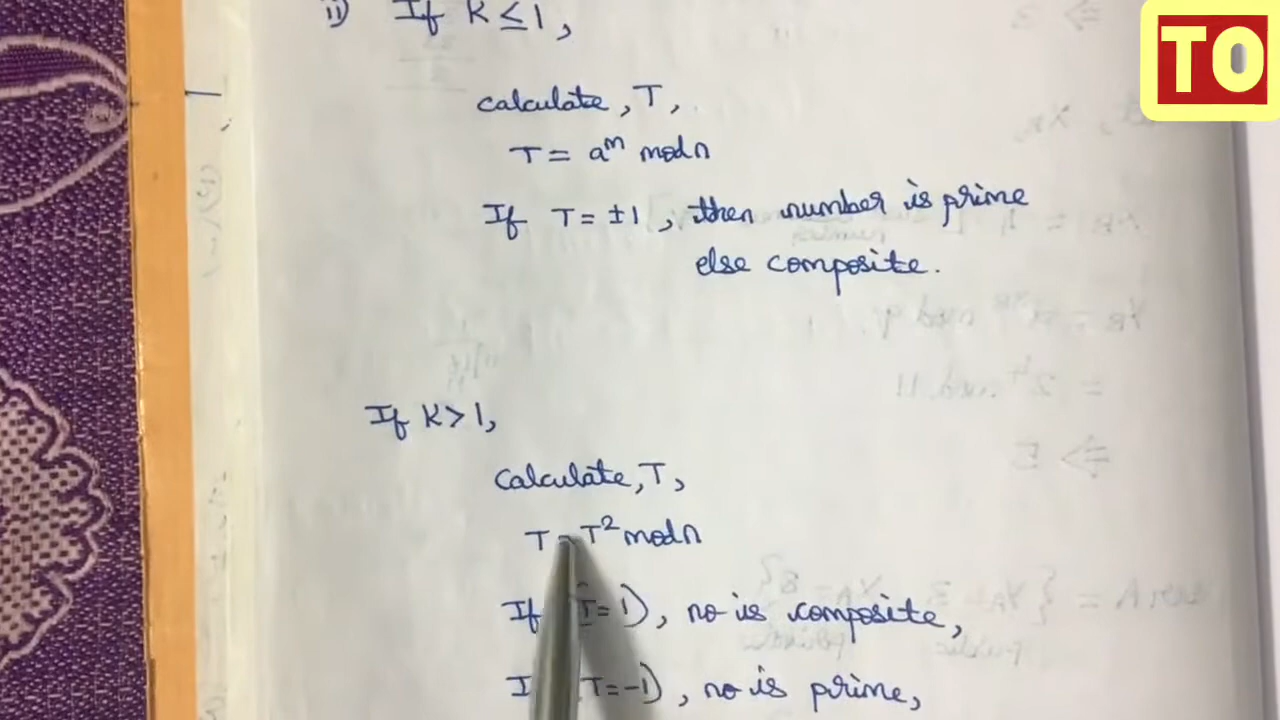 TO
ii) If K ≤ 1,
calculate, T,
T = a^m mod n
If T = ±1, then number is prime
else composite.
If K > 1,
calculate, T,
T = T² mod n
If T = 1), no is composite,
T = -1), no is prime,